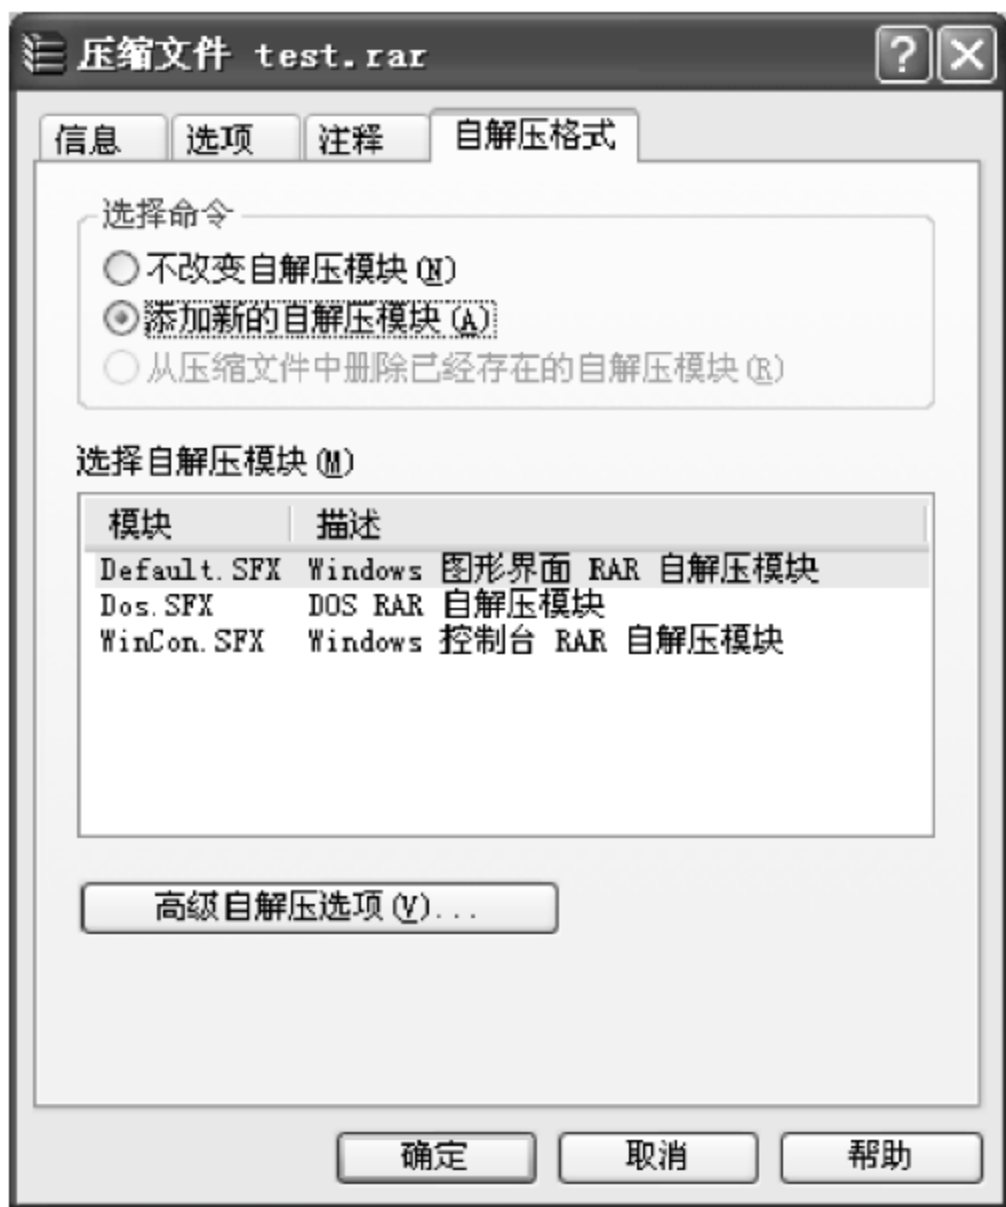 压缩文件 test.rar
信息 选项 注释 自解压格式
选择命令
不改变自解压模块(N)
添加新的自解压模块(A)
从压缩文件中删除已经存在的自解压模块(R)
选择自解压模块(M)
模块 描述
Default.SFX Windows 图形界面 RAR 自解压模块
Dos.SFX DOS RAR 自解压模块
WinCon.SFX Windows 控制台 RAR 自解压模块
高级自解压选项(V)...
确定 取消 帮助